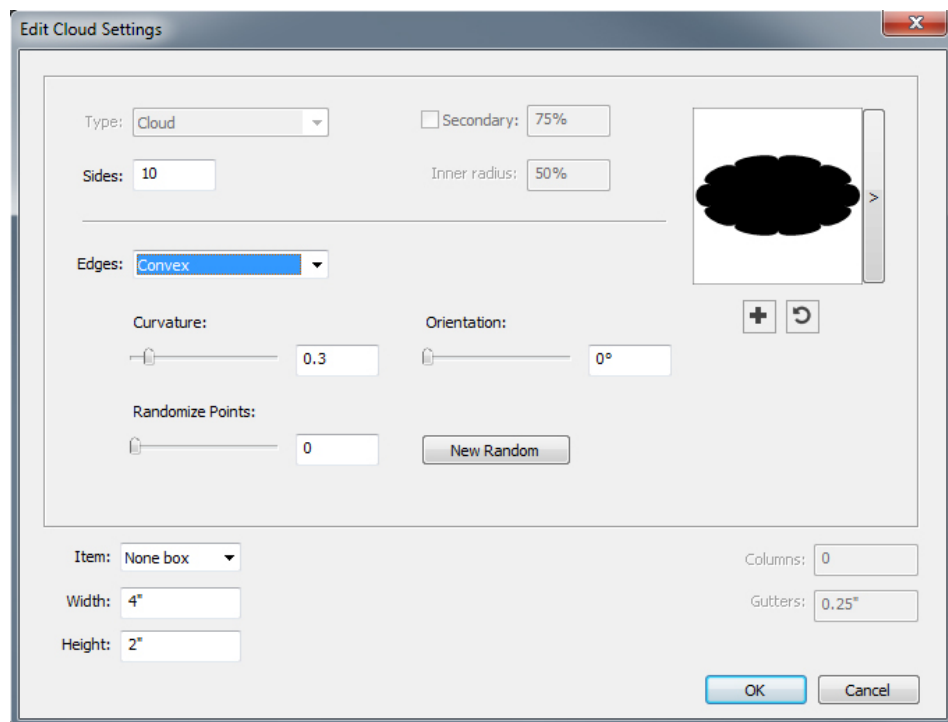 Edit Cloud Settings
x
Type: Cloud
Secondary: 75%
Sides: 10
Inner radius: 50%
>
Edges: Convex
Curvature:
Orientation:
0.3
0°
Randomize Points:
0
New Random
Item: None box
Columns: 0
Width: 4"
Gutters: 0.25"
Height: 2"
OK
Cancel